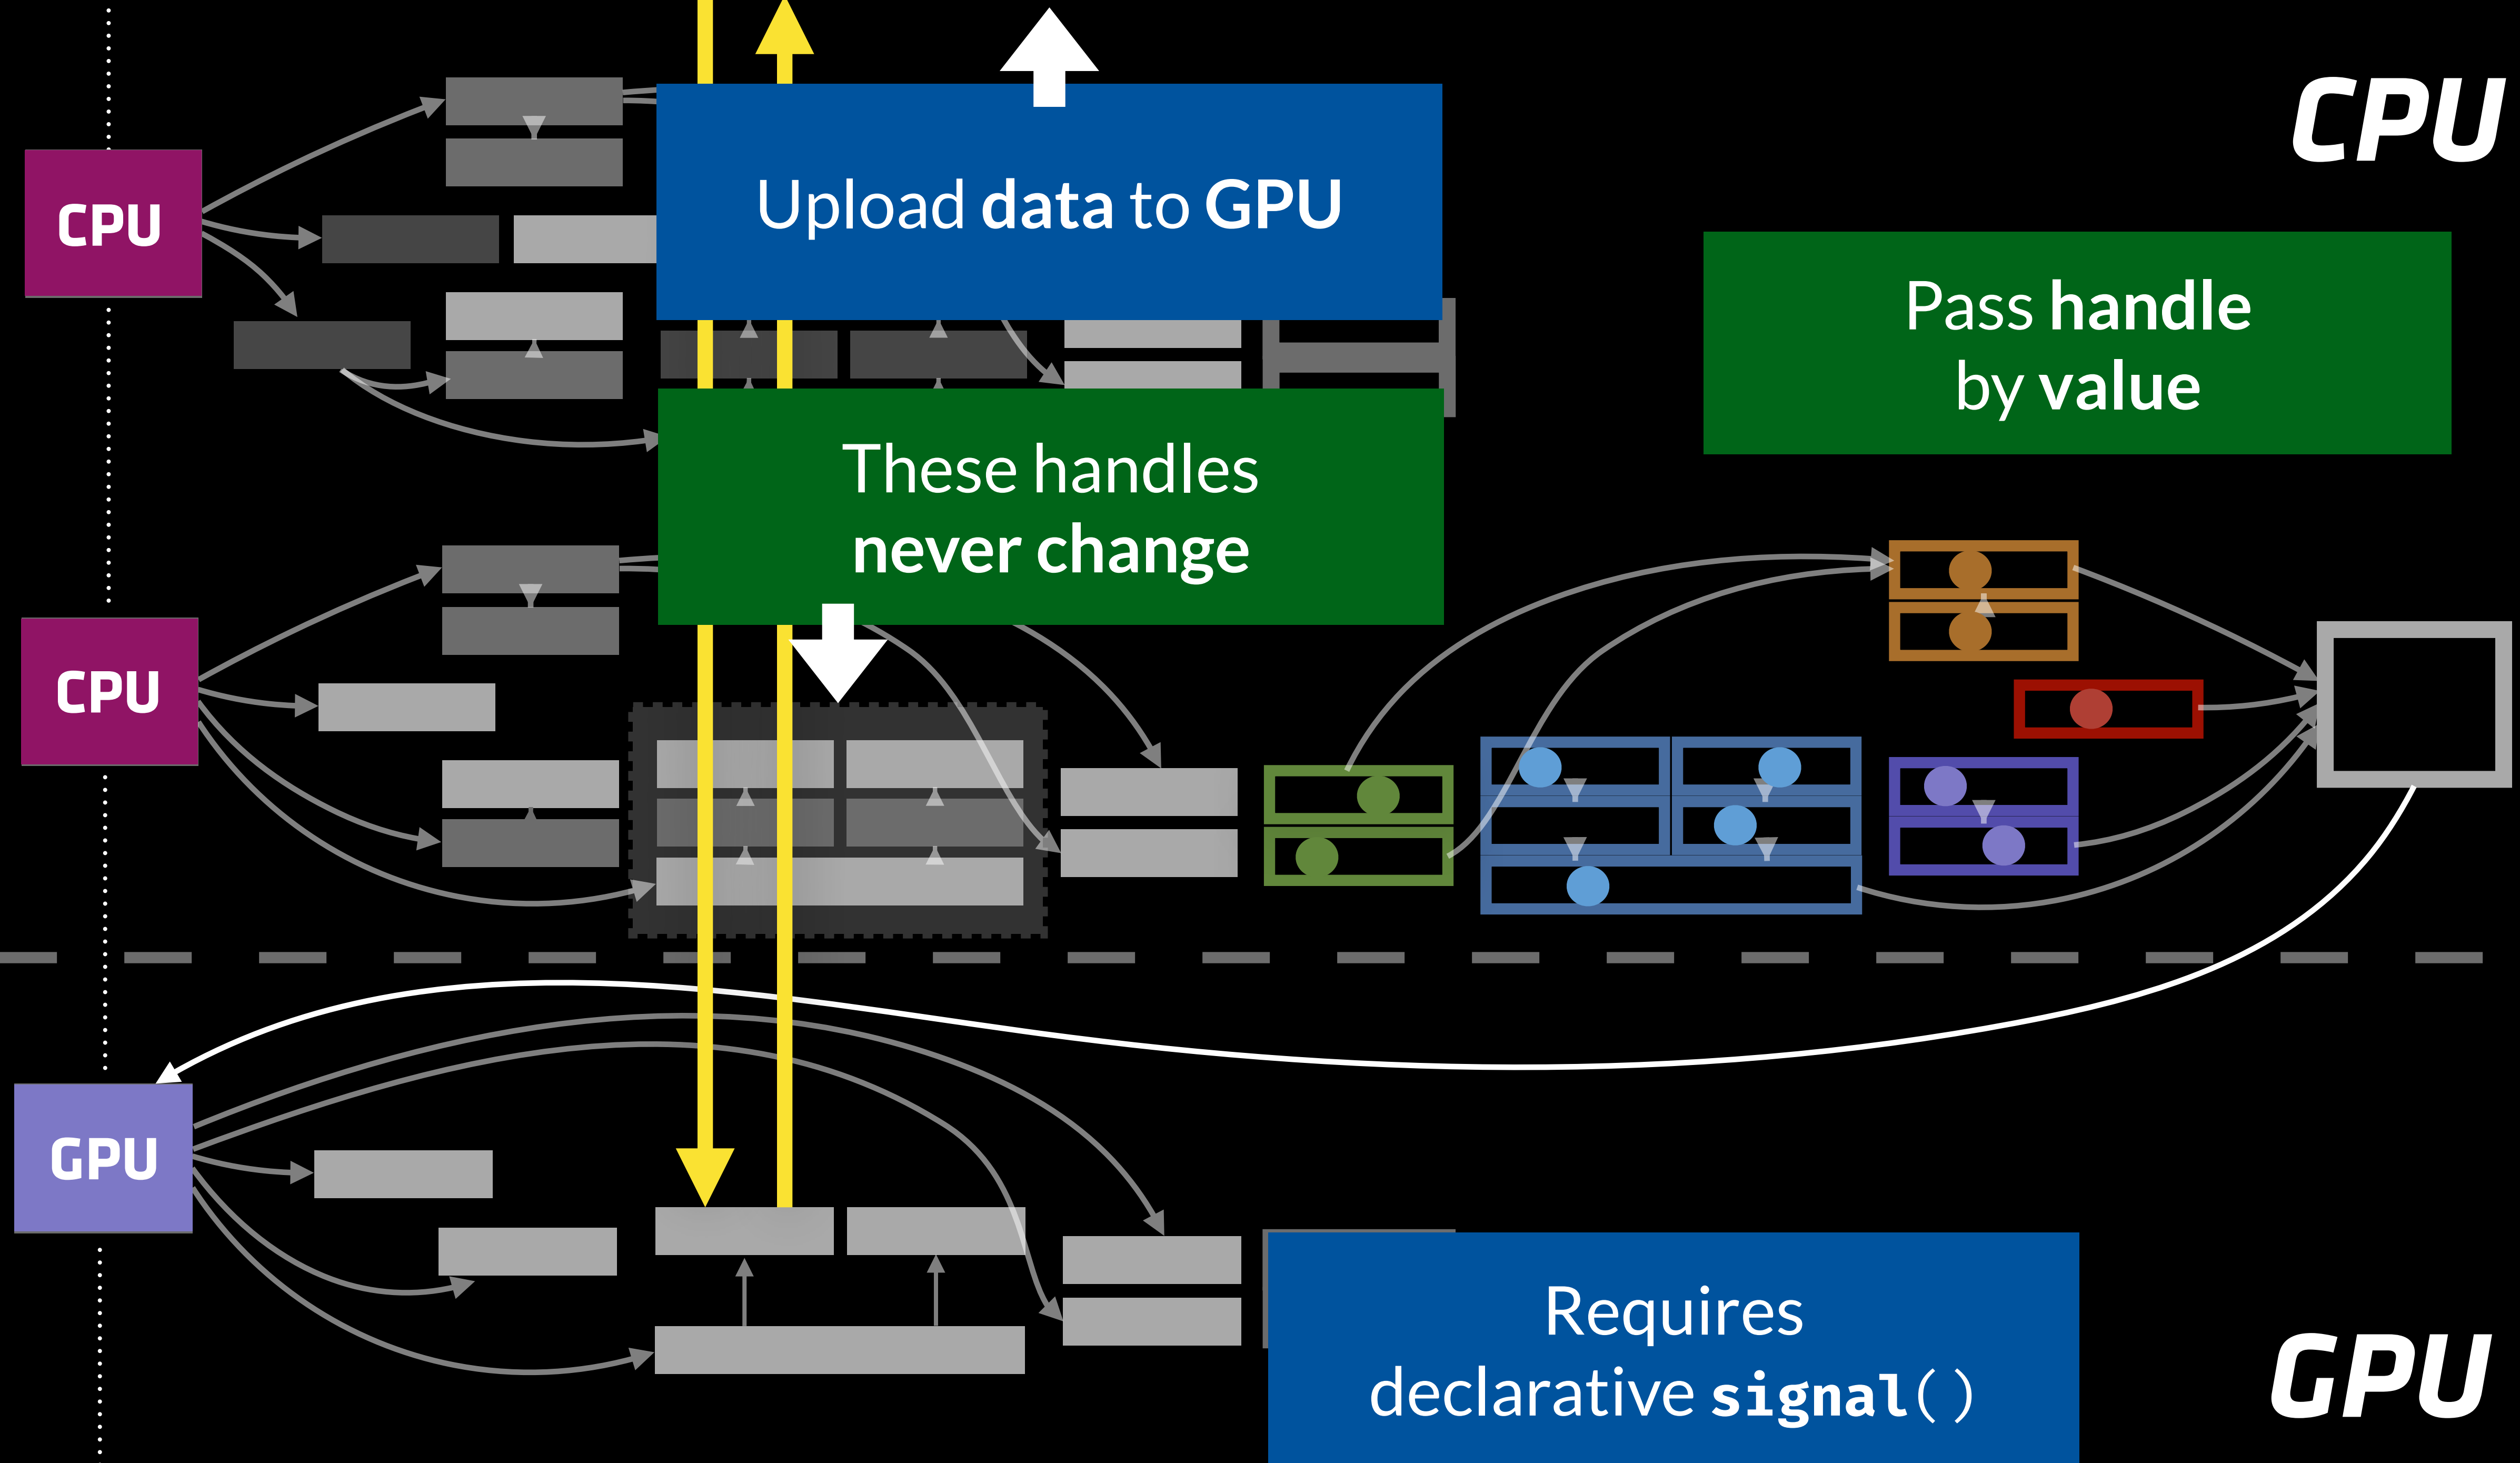 CPU
CPU
Upload data to GPU
Pass handle
by value
These handles
never change
CPU
GPU
Requires
declarative signal()
GPU